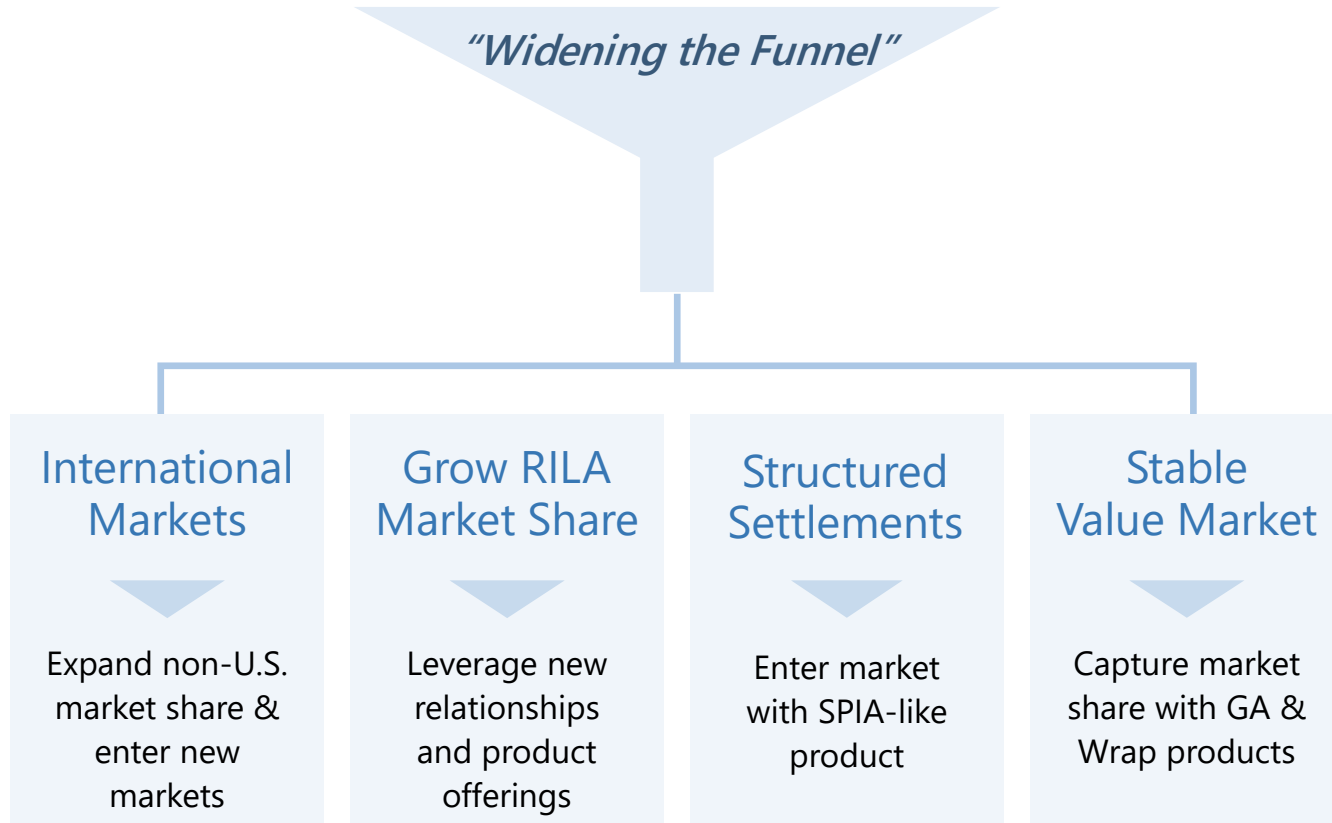 “Widening the Funnel”
International
Markets
Expand non-U.S.
market share &
enter new
markets
Grow RILA
Market Share
Leverage new
relationships
and product
offerings
Structured
Settlements
Enter market
with SPIA-like
product
Stable
Value Market
Capture market
share with GA &
Wrap products